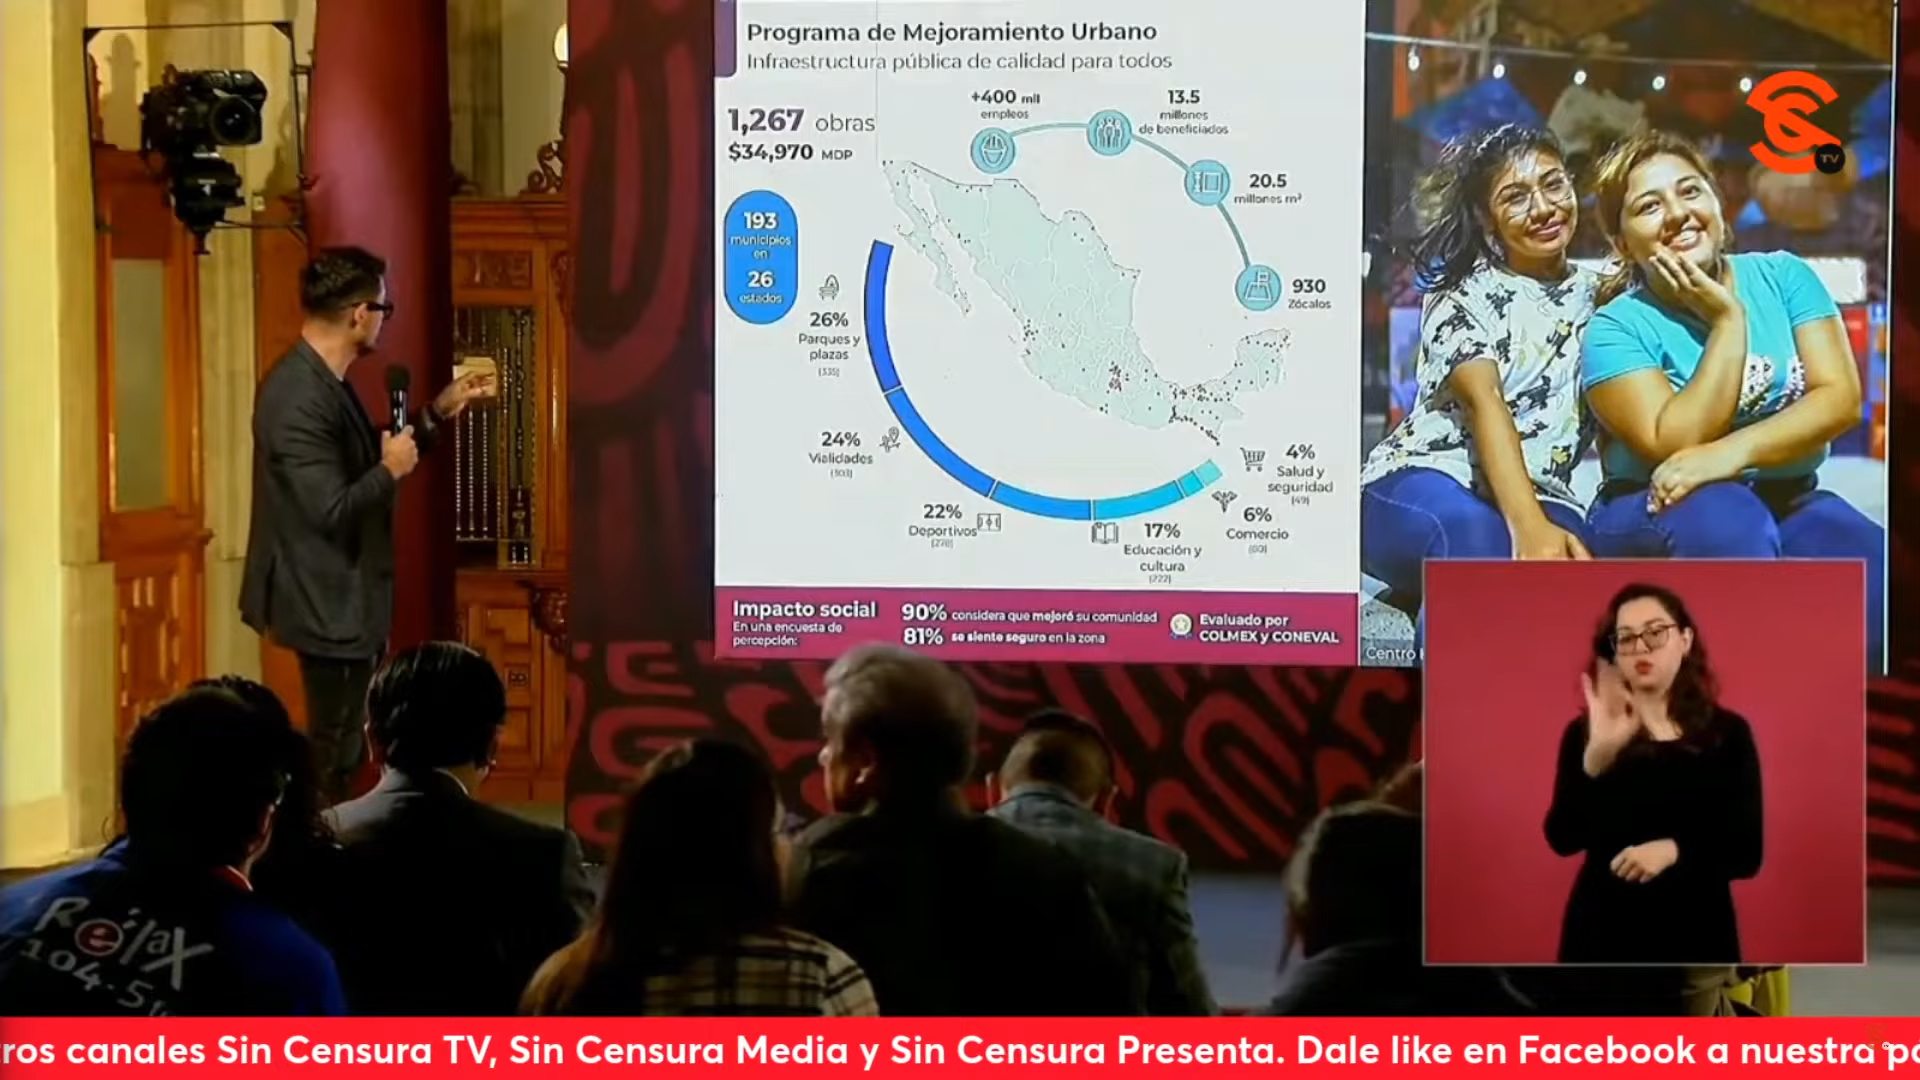 Programa de Mejoramiento Urbano
Infraestructura pública de calidad para todos
1,267 obras
$34,970 MDP
193
municipios
en
26
estados
+400 mil
empleos
13.5
millones
de beneficiados
20.5
millones m²
930
Zócalos
26%
Parques y
plazas
24%
Vialidades
(303)
22%
Deportivos
17%
Educación y
cultura
(222)
6%
Comercio
4%
Salud y
seguridad
(49)
Impacto social
En una encuesta de
percepción:
90% considera que mejoró su comunidad
81% se siente seguro en la zona
Evaluado por
COLMEX y CONEVAL
Centro
TV
104.5
ros canales Sin Censura TV, Sin Censura Media y Sin Censura Presenta. Dale like en Facebook a nuestra